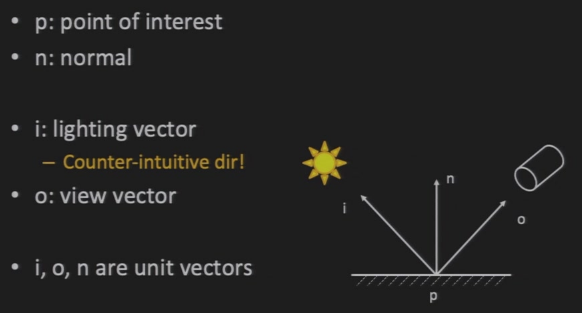 • p: point of interest
• n: normal
• i: lighting vector
– Counter-intuitive dir!
• o: view vector
• i, o, n are unit vectors
n
i
o
p